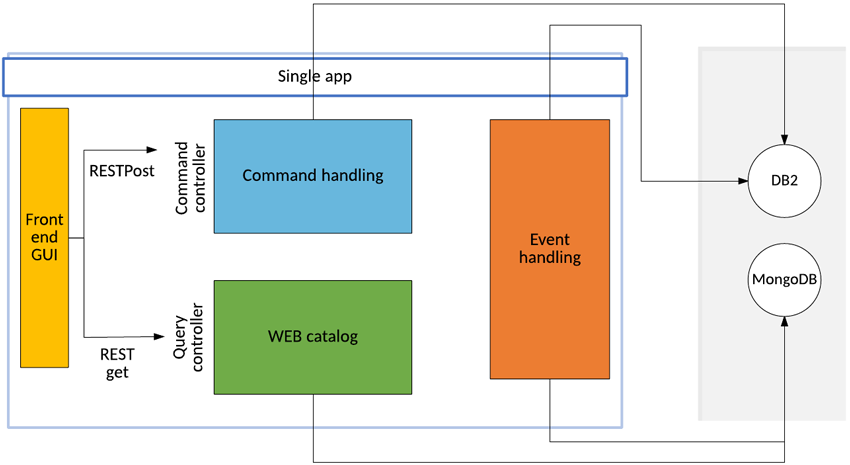 Single app
Front
end
GUI
RESTPost
Command
controller
Command handling
REST
get
Query
controller
WEB catalog
Event
handling
DB2
MongoDB